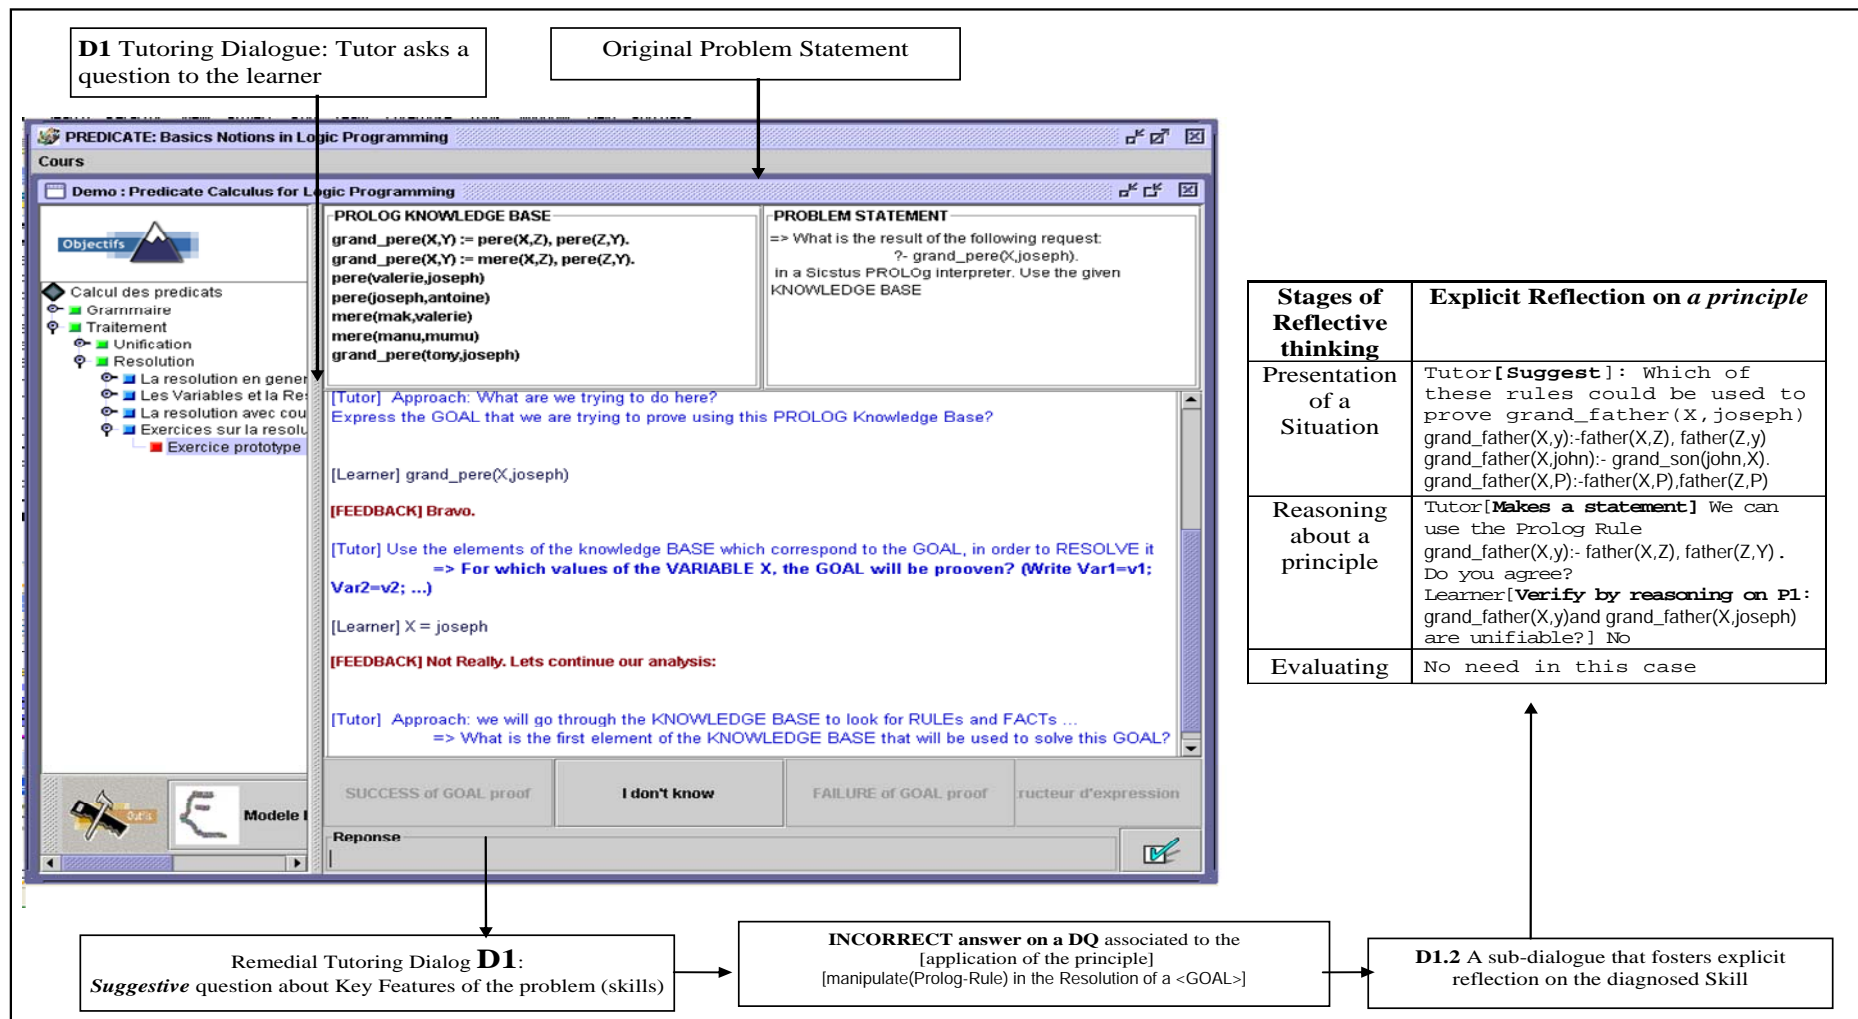 D1 Tutoring Dialogue: Tutor asks a
question to the learner
Original Problem Statement
PREDICATE: Basics Notions in Logic Programming
Cours
Demo : Predicate Calculus for Logic Programming
Objectifs
Calcul des predicats
Grammaire
Traitement
Unification
Resolution
La resolution en gener
Les Variables et la Re
La resolution avec cou
Exercices sur la resolu
Exercice prototype
Outils
Modele
PROLOG KNOWLEDGE BASE
grand_pere(X,Y) := pere(X,Z), pere(Z,Y).
grand_pere(X,Y) := mere(X,Z), pere(Z,Y).
pere(valerie,joseph)
pere(joseph,antoine)
mere(mak,valerie)
mere(manu,mumu)
grand_pere(tony,joseph)
PROBLEM STATEMENT
=> What is the result of the following request:
?- grand_pere(X,joseph).
in a Sicstus PROLOg interpreter. Use the given
KNOWLEDGE BASE
[Tutor] Approach: What are we trying to do here?
Express the GOAL that we are trying to prove using this PROLOG Knowledge Base?
[Learner] grand_pere(X,joseph)
[FEEDBACK] Bravo.
[Tutor] Use the elements of the knowledge BASE which correspond to the GOAL, in order to RESOLVE it
=> For which values of the VARIABLE X, the GOAL will be prooven? (Write Var1=v1;
Var2=v2; ...)
[Learner] X = joseph
[FEEDBACK] Not Really. Lets continue our analysis:
[Tutor] Approach: we will go through the KNOWLEDGE BASE to look for RULEs and FACTs ...
=> What is the first element of the KNOWLEDGE BASE that will be used to solve this GOAL?
SUCCESS of GOAL proof
I don't know
FAILURE of GOAL proof
ructeur d'expression
Reponse
Stages of
Reflective
thinking
Explicit Reflection on a principle
Presentation
of a
Situation
Tutor[Suggest]: Which of
these rules could be used to
prove grand_father(X,joseph)
grand_father(X,y):-father(X,Z), father(Z,y)
grand_father(X,john):- grand_son(john,X).
grand_father(X,P):-father(X,P),father(Z,P)
Reasoning
about a
principle
Tutor[Makes a statement] We can
use the Prolog Rule
grand_father(X,y):- father(X,Z), father(Z,Y).
Do you agree?
Learner[Verify by reasoning on P1:
grand_father(X,y)and grand_father(X,joseph)
are unifiable?] No
Evaluating
No need in this case
Remedial Tutoring Dialog D1:
Suggestive question about Key Features of the problem (skills)
INCORRECT answer on a DQ associated to the
[application of the principle]
[manipulate(Prolog-Rule) in the Resolution of a <GOAL>]
D1.2 A sub-dialogue that fosters explicit
reflection on the diagnosed Skill